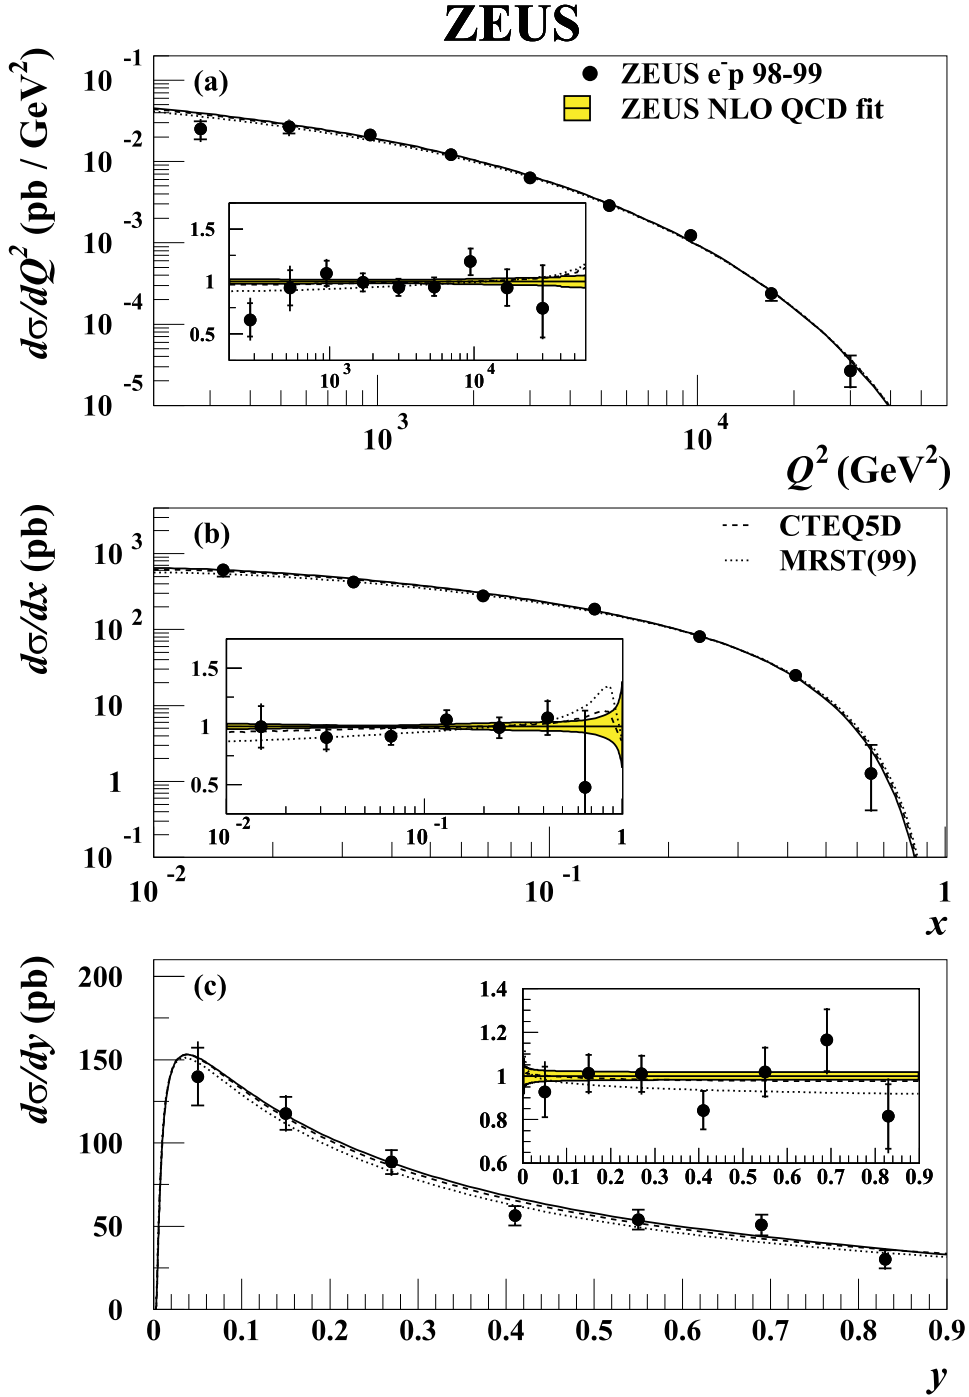 ZEUS
(a)
ZEUS e⁻p 98-99
ZEUS NLO QCD fit
dσ/dQ² (pb / GeV²)
10⁻¹
10⁻²
10⁻³
10⁻⁴
10⁻⁵
1.5
1
0.5
10³ 10⁴
10³ 10⁴
Q² (GeV²)
(b)
CTEQ5D
MRST(99)
dσ/dx (pb)
10³
10²
10
1
10⁻¹
1.5
1
0.5
10⁻² 10⁻¹ 1
10⁻² 10⁻¹ 1
x
(c)
dσ/dy (pb)
200
150
100
50
0
1.4
1.2
1
0.8
0.6
0 0.1 0.2 0.3 0.4 0.5 0.6 0.7 0.8 0.9
0 0.1 0.2 0.3 0.4 0.5 0.6 0.7 0.8 0.9
y